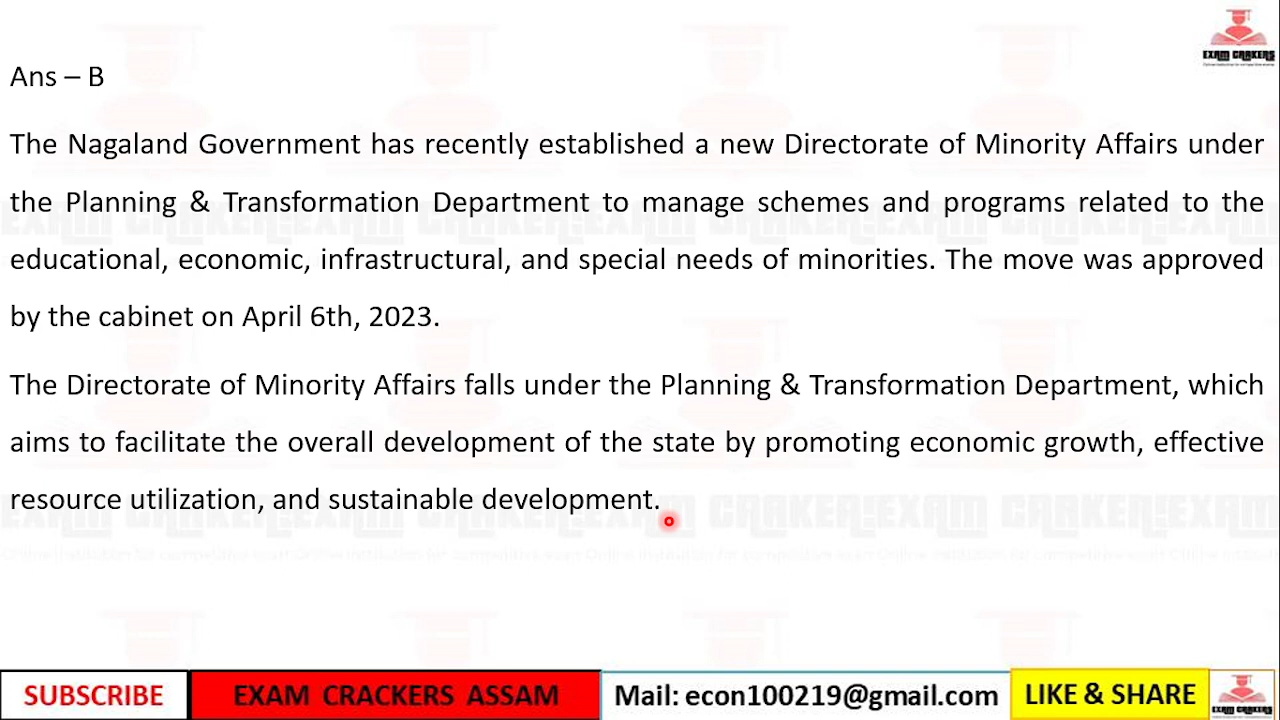 EXAM CRAKERS
Ans – B
The Nagaland Government has recently established a new Directorate of Minority Affairs under
the Planning & Transformation Department to manage schemes and programs related to the
educational, economic, infrastructural, and special needs of minorities. The move was approved
by the cabinet on April 6th, 2023.
The Directorate of Minority Affairs falls under the Planning & Transformation Department, which
aims to facilitate the overall development of the state by promoting economic growth, effective
resource utilization, and sustainable development.
SUBSCRIBE
EXAM CRACKERS ASSAM
Mail: econ100219@gmail.com
LIKE & SHARE
EXAM CRAKERS